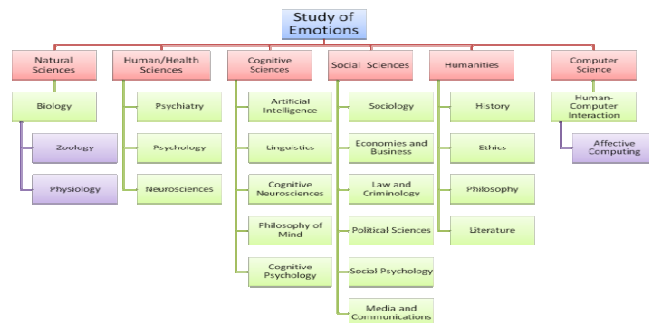 Study of
Emotions
Natural
Sciences
Human/Health
Sciences
Cognitive
Sciences
Social Sciences
Humanities
Computer
Science
Biology
Zoology
Physiology
Psychiatry
Psychology
Neurosciences
Artificial
Intelligence
Linguistics
Cognitive
Neurosciences
Philosophy of
Mind
Cognitive
Psychology
Sociology
Economies and
Business
Law and
Criminology
Political Sciences
Social Psychology
Media and
Communications
History
Ethics
Philosophy
Literature
Human-
Computer
Interaction
Affective
Computing